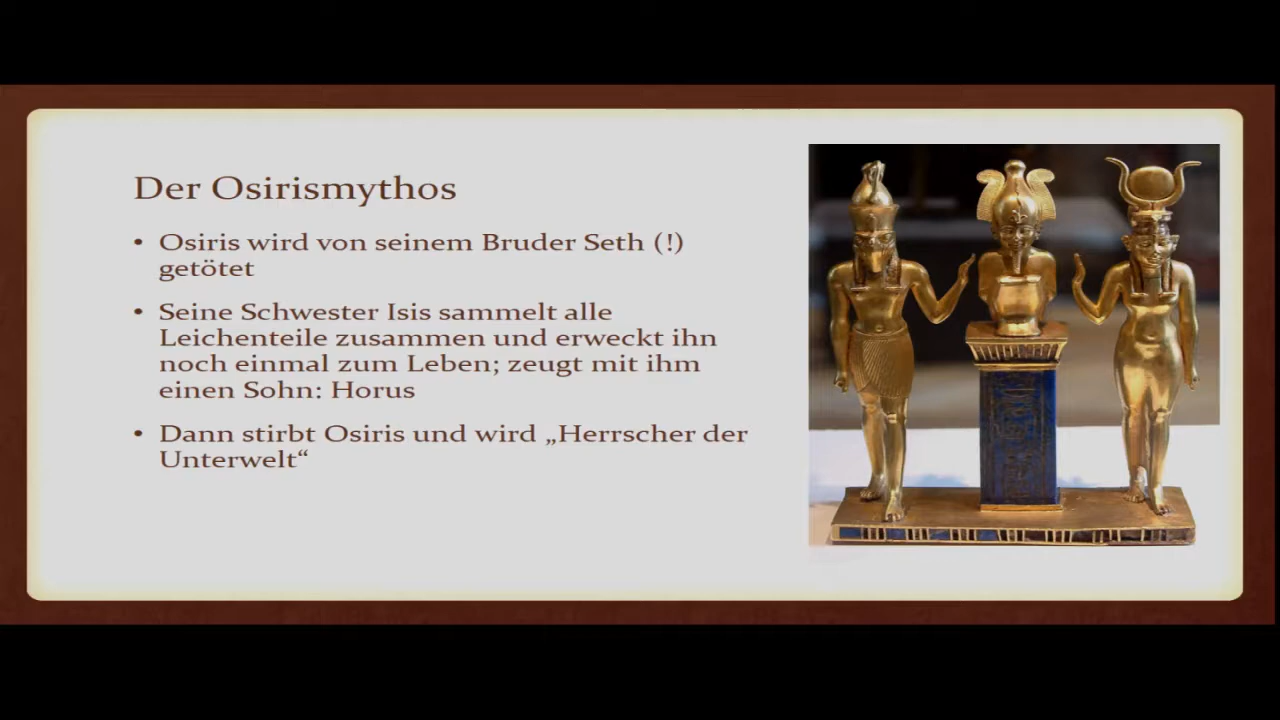 Der Osirismythos
• Osiris wird von seinem Bruder Seth (!)
getötet
• Seine Schwester Isis sammelt alle
Leichenteile zusammen und erweckt ihn
noch einmal zum Leben; zeugt mit ihm
einen Sohn: Horus
• Dann stirbt Osiris und wird „Herrscher der
Unterwelt“